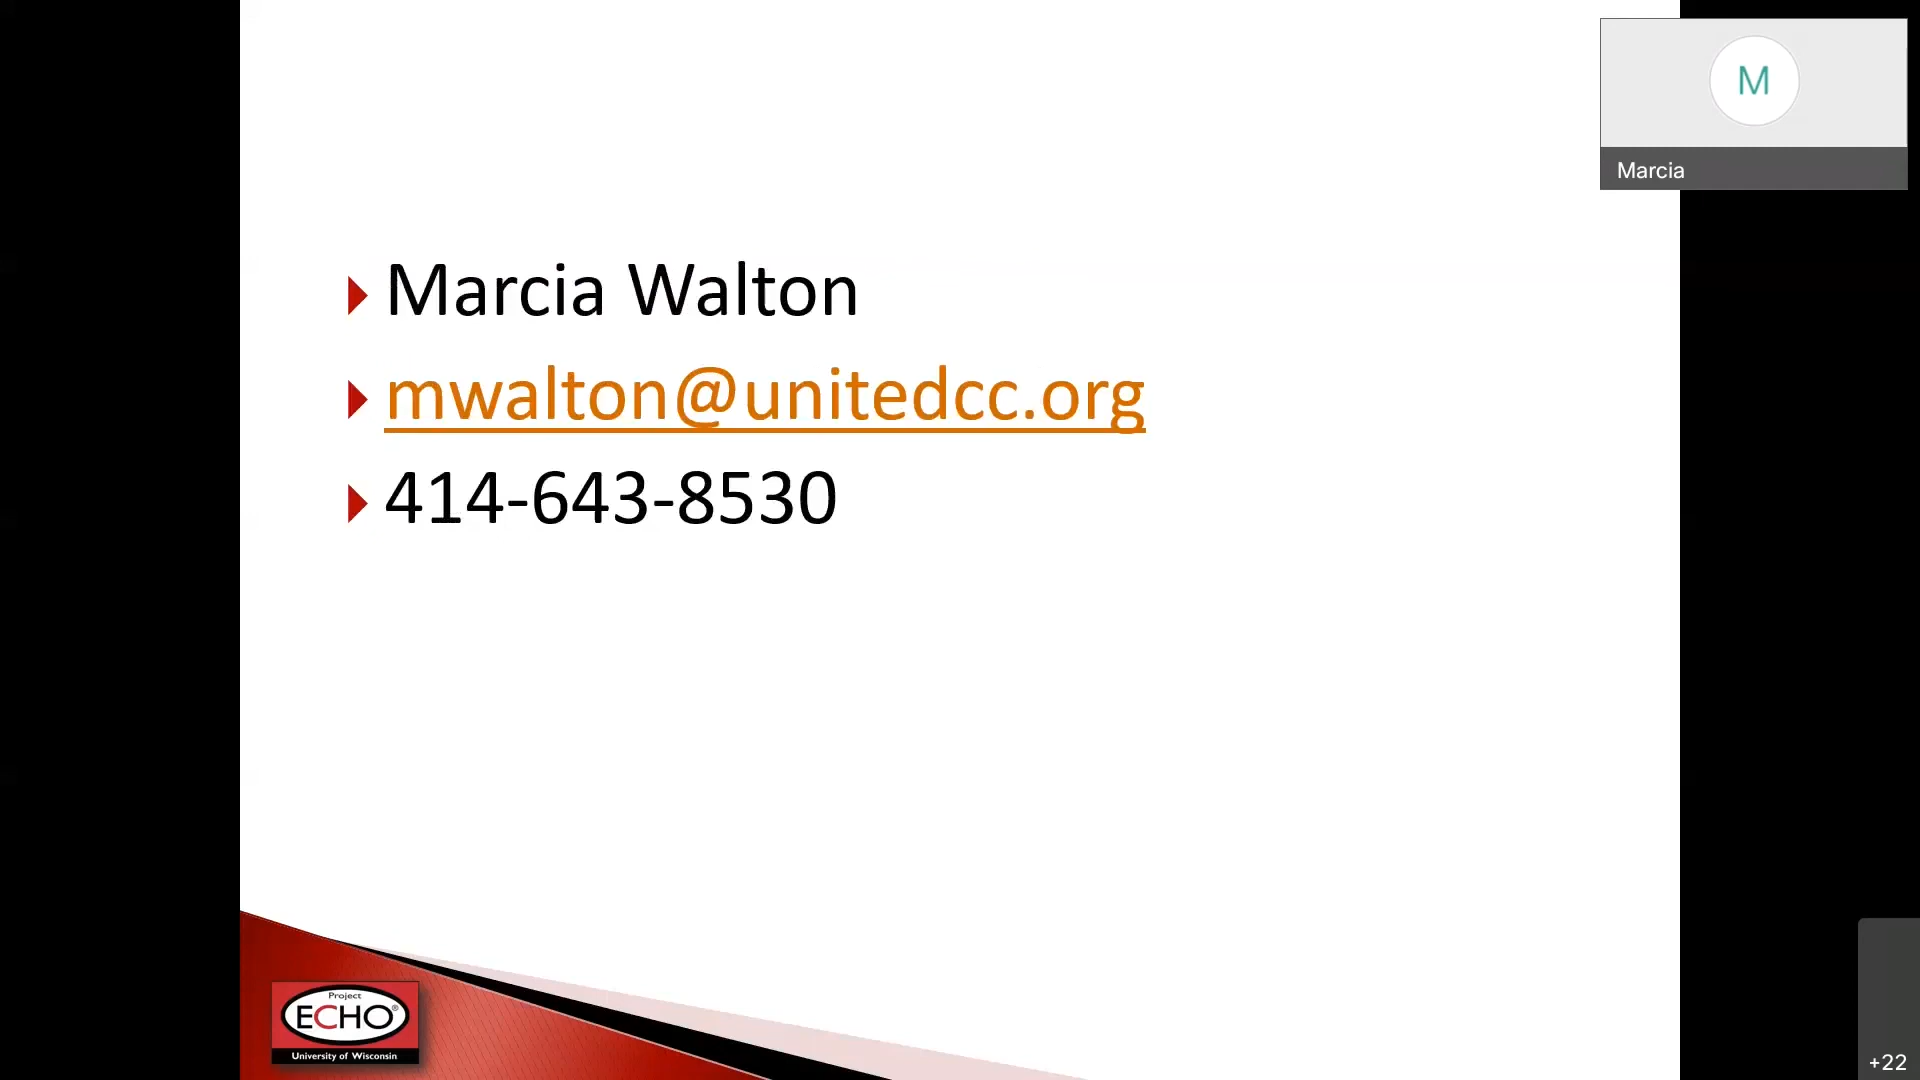 M
Marcia
Marcia Walton
mwalton@unitedcc.org
414-643-8530
Project
ECHO®
University of Wisconsin
+22